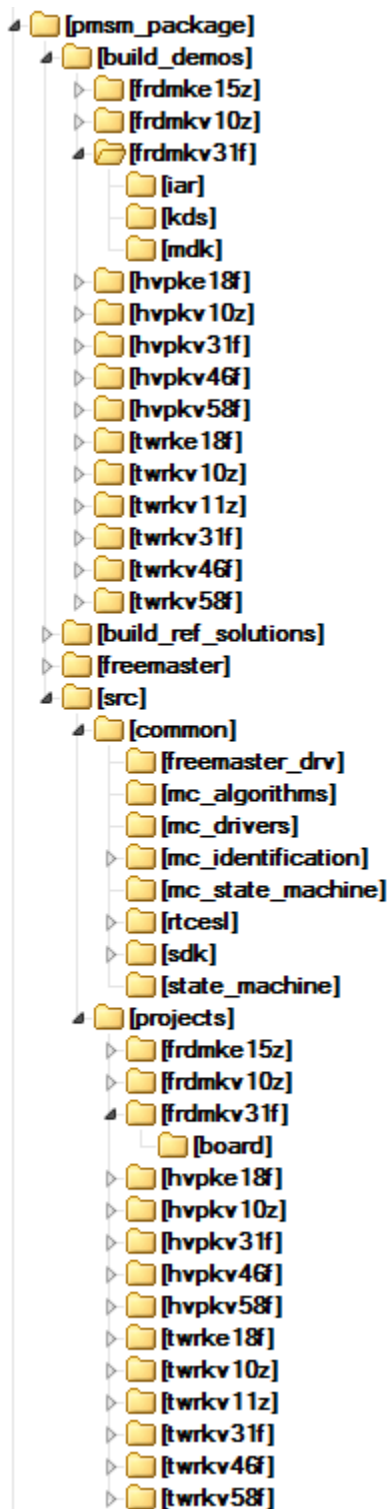 [pmsm_package]
[build_demos]
[frdmke15z]
[frdmkv10z]
[frdmkv31f]
[iar]
[kds]
[mdk]
[hvpke18f]
[hvpkv10z]
[hvpkv31f]
[hvpkv46f]
[hvpkv58f]
[twrke18f]
[twrkv10z]
[twrkv11z]
[twrkv31f]
[twrkv46f]
[twrkv58f]
[build_ref_solutions]
[freemaster]
[src]
[common]
[freemaster_drv]
[mc_algorithms]
[mc_drivers]
[mc_identification]
[mc_state_machine]
[rtcesl]
[sdk]
[state_machine]
[projects]
[frdmke15z]
[frdmkv10z]
[frdmkv31f]
[board]
[hvpke18f]
[hvpkv10z]
[hvpkv31f]
[hvpkv46f]
[hvpkv58f]
[twrke18f]
[twrkv10z]
[twrkv11z]
[twrkv31f]
[twrkv46f]
[twrkv58f]